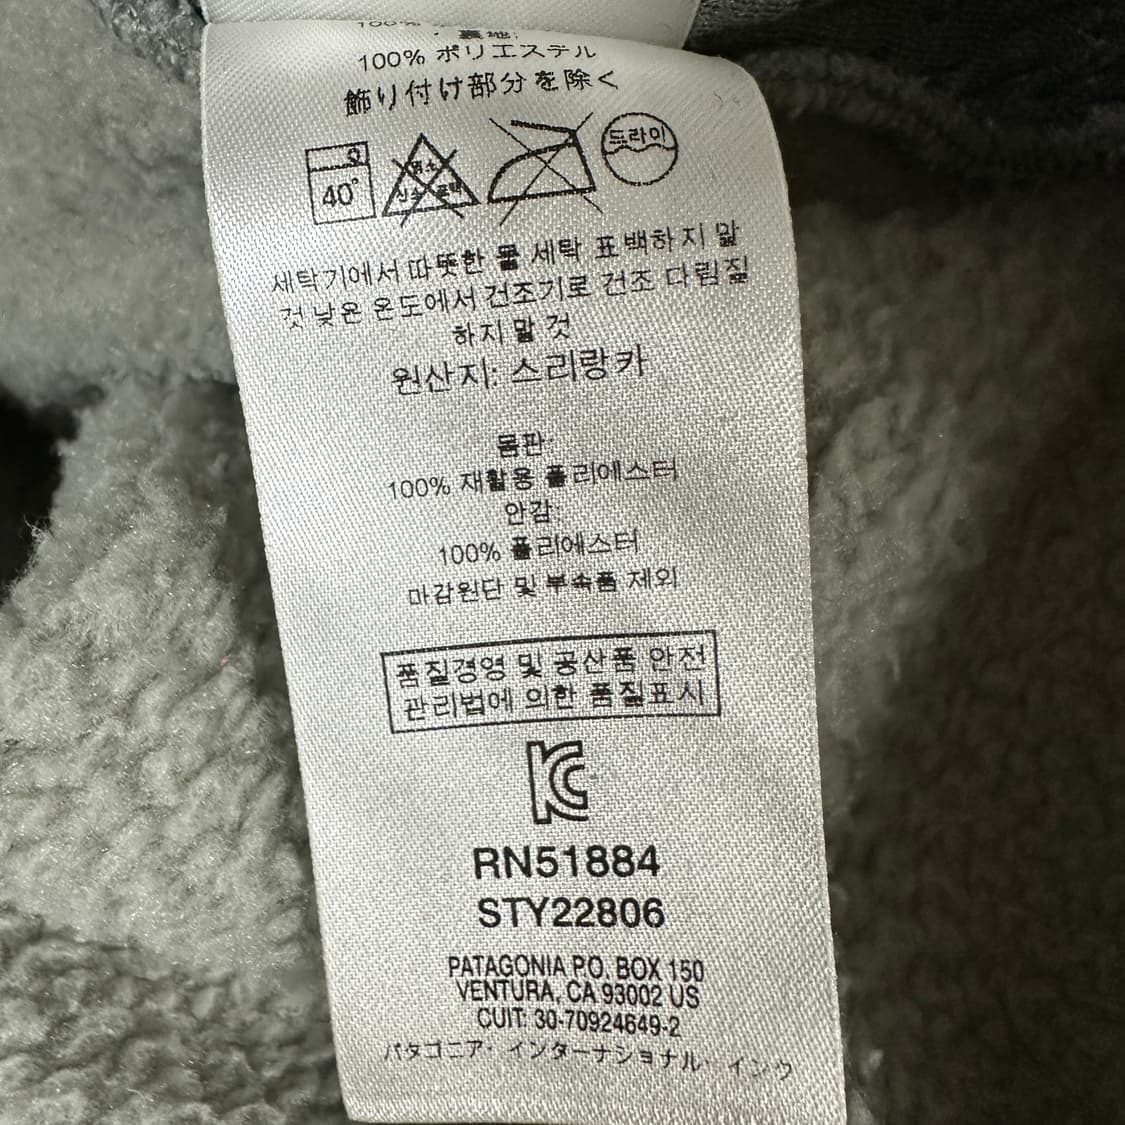 100%
・裏地:
100% ポリエステル
飾り付け部分を除く
40°
드라이
세탁기에서 따뜻한 물 세탁 표백하지 말
것 낮은 온도에서 건조기로 건조 다림질
하지 말 것
원산지: 스리랑카
몸판:
100% 재활용 폴리에스터
안감:
100% 폴리에스터
마감원단 및 부속품 제외
품질경영 및 공산품 안전
관리법에 의한 품질표시
KC
RN51884
STY22806
PATAGONIA P.O. BOX 150
VENTURA, CA 93002 US
CUIT: 30-70924649-2
パタゴニア・インターナショナル・インク